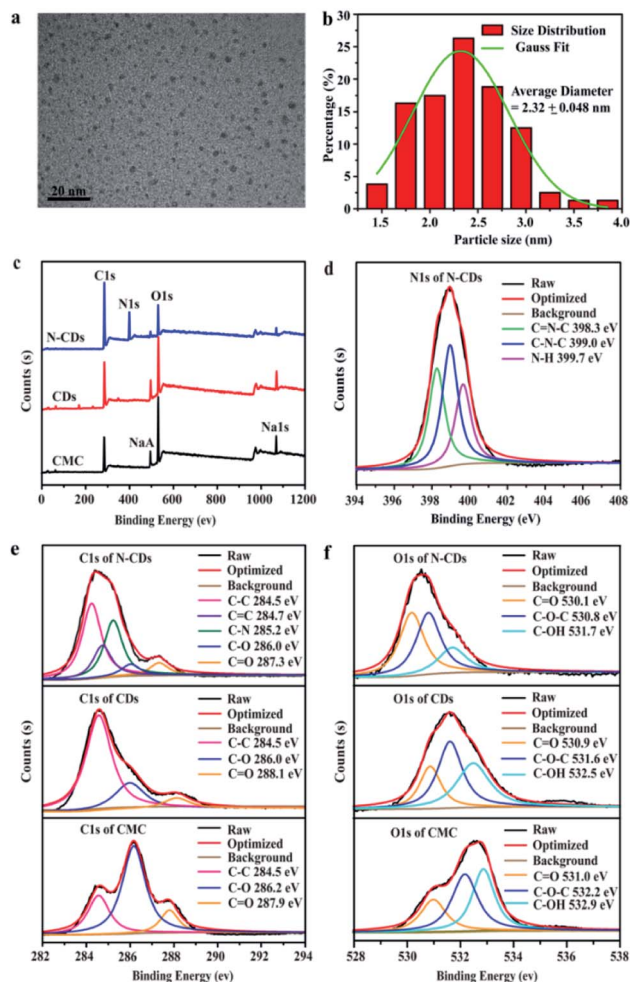 a
20 nm
b
Percentage (%)
30
25
20
15
10
5
0
Size Distribution
Gauss Fit
Average Diameter
= 2.32 ± 0.048 nm
1.5 2.0 2.5 3.0 3.5 4.0
Particle size (nm)
c
Counts (s)
C1s
N1s
O1s
N-CDs
CDs
CMC
NaA
Na1s
0 200 400 600 800 1000 1200
Binding Energy (ev)
d
Counts (s)
N1s of N-CDs
Raw
Optimized
Background
C=N-C 398.3 eV
C-N-C 399.0 eV
N-H 399.7 eV
394 396 398 400 402 404 406 408
Binding Energy (eV)
e
Counts (s)
C1s of N-CDs
Raw
Optimized
Background
C-C 284.5 eV
C=C 284.7 eV
C-N 285.2 eV
C-O 286.0 eV
C=O 287.3 eV
C1s of CDs
Raw
Optimized
Background
C-C 284.5 eV
C-O 286.0 eV
C=O 288.1 eV
C1s of CMC
Raw
Optimized
Background
C-C 284.5 eV
C-O 286.2 eV
C=O 287.9 eV
282 284 286 288 290 292 294
Binding Energy (ev)
f
Counts (s)
O1s of N-CDs
Raw
Optimized
Background
C=O 530.1 eV
C-O-C 530.8 eV
C-OH 531.7 eV
O1s of CDs
Raw
Optimized
Background
C=O 530.9 eV
C-O-C 531.6 eV
C-OH 532.5 eV
O1s of CMC
Raw
Optimized
Background
C=O 531.0 eV
C-O-C 532.2 eV
C-OH 532.9 eV
528 530 532 534 536 538
Binding Energy (ev)